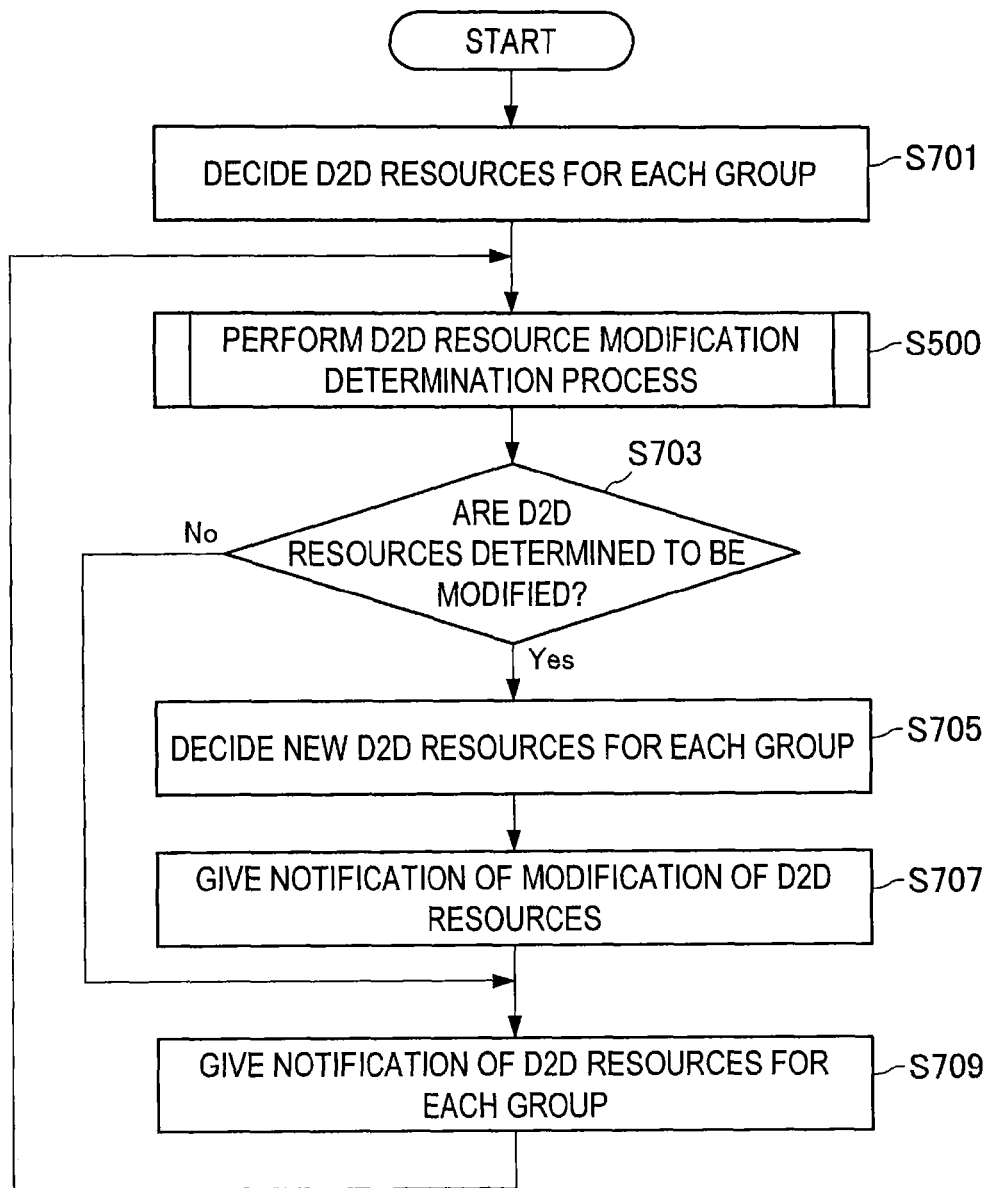 START
DECIDE D2D RESOURCES FOR EACH GROUP
S701
PERFORM D2D RESOURCE MODIFICATION
DETERMINATION PROCESS
S500
S703
ARE D2D
RESOURCES DETERMINED TO BE
MODIFIED?
No
Yes
DECIDE NEW D2D RESOURCES FOR EACH GROUP
S705
GIVE NOTIFICATION OF MODIFICATION OF D2D
RESOURCES
S707
GIVE NOTIFICATION OF D2D RESOURCES FOR
EACH GROUP
S709